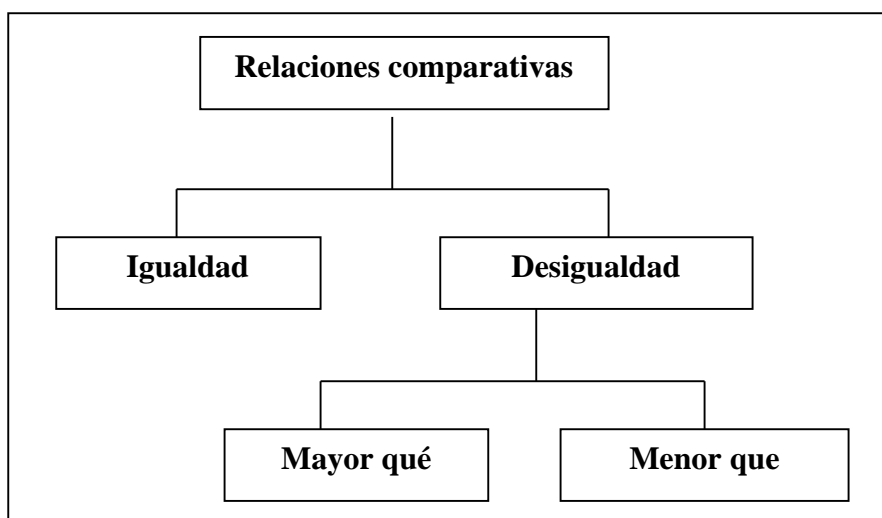 Relaciones comparativas
Igualdad
Desigualdad
Mayor qué
Menor que